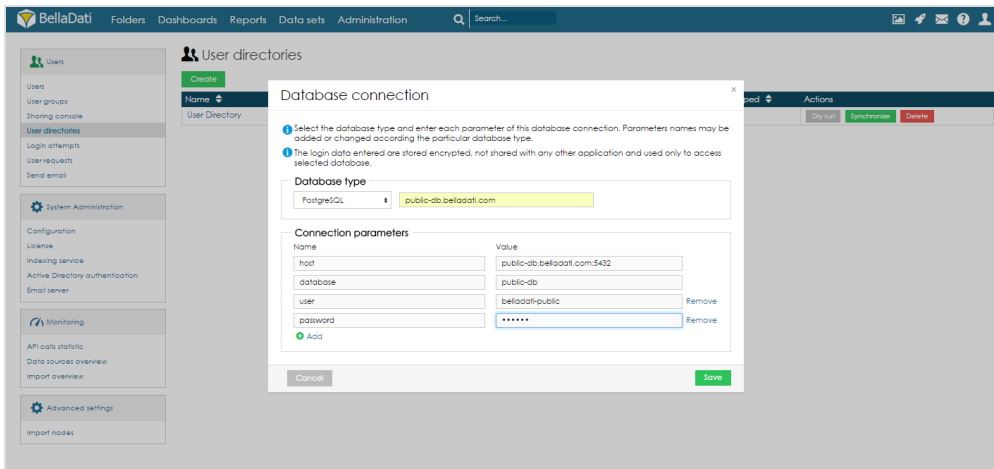 BellaDati Folders Dashboards Reports Data sets Administration Search...
Users
Users
User groups
Sharing console
User directories
Login attempts
User requests
Send email
System Administration
Configuration
License
Indexing service
Active Directory authentication
Email server
Monitoring
API calls statistic
Data sources overview
Import overview
Advanced settings
Import nodes
User directories
Create
Name Actions
User Directory Dry run Synchronize Delete
Database connection ×
Select the database type and enter each parameter of this database connection. Parameters names may be
added or changed according the particular database type.
The login data entered are stored encrypted, not shared with any other application and used only to access
selected database.
Database type
PostgreSQL public-db.belladati.com
Connection parameters
Name Value
host public-db.belladati.com:5432
database public-db
user belladati-public Remove
password •••••• Remove
Add
Cancel Save